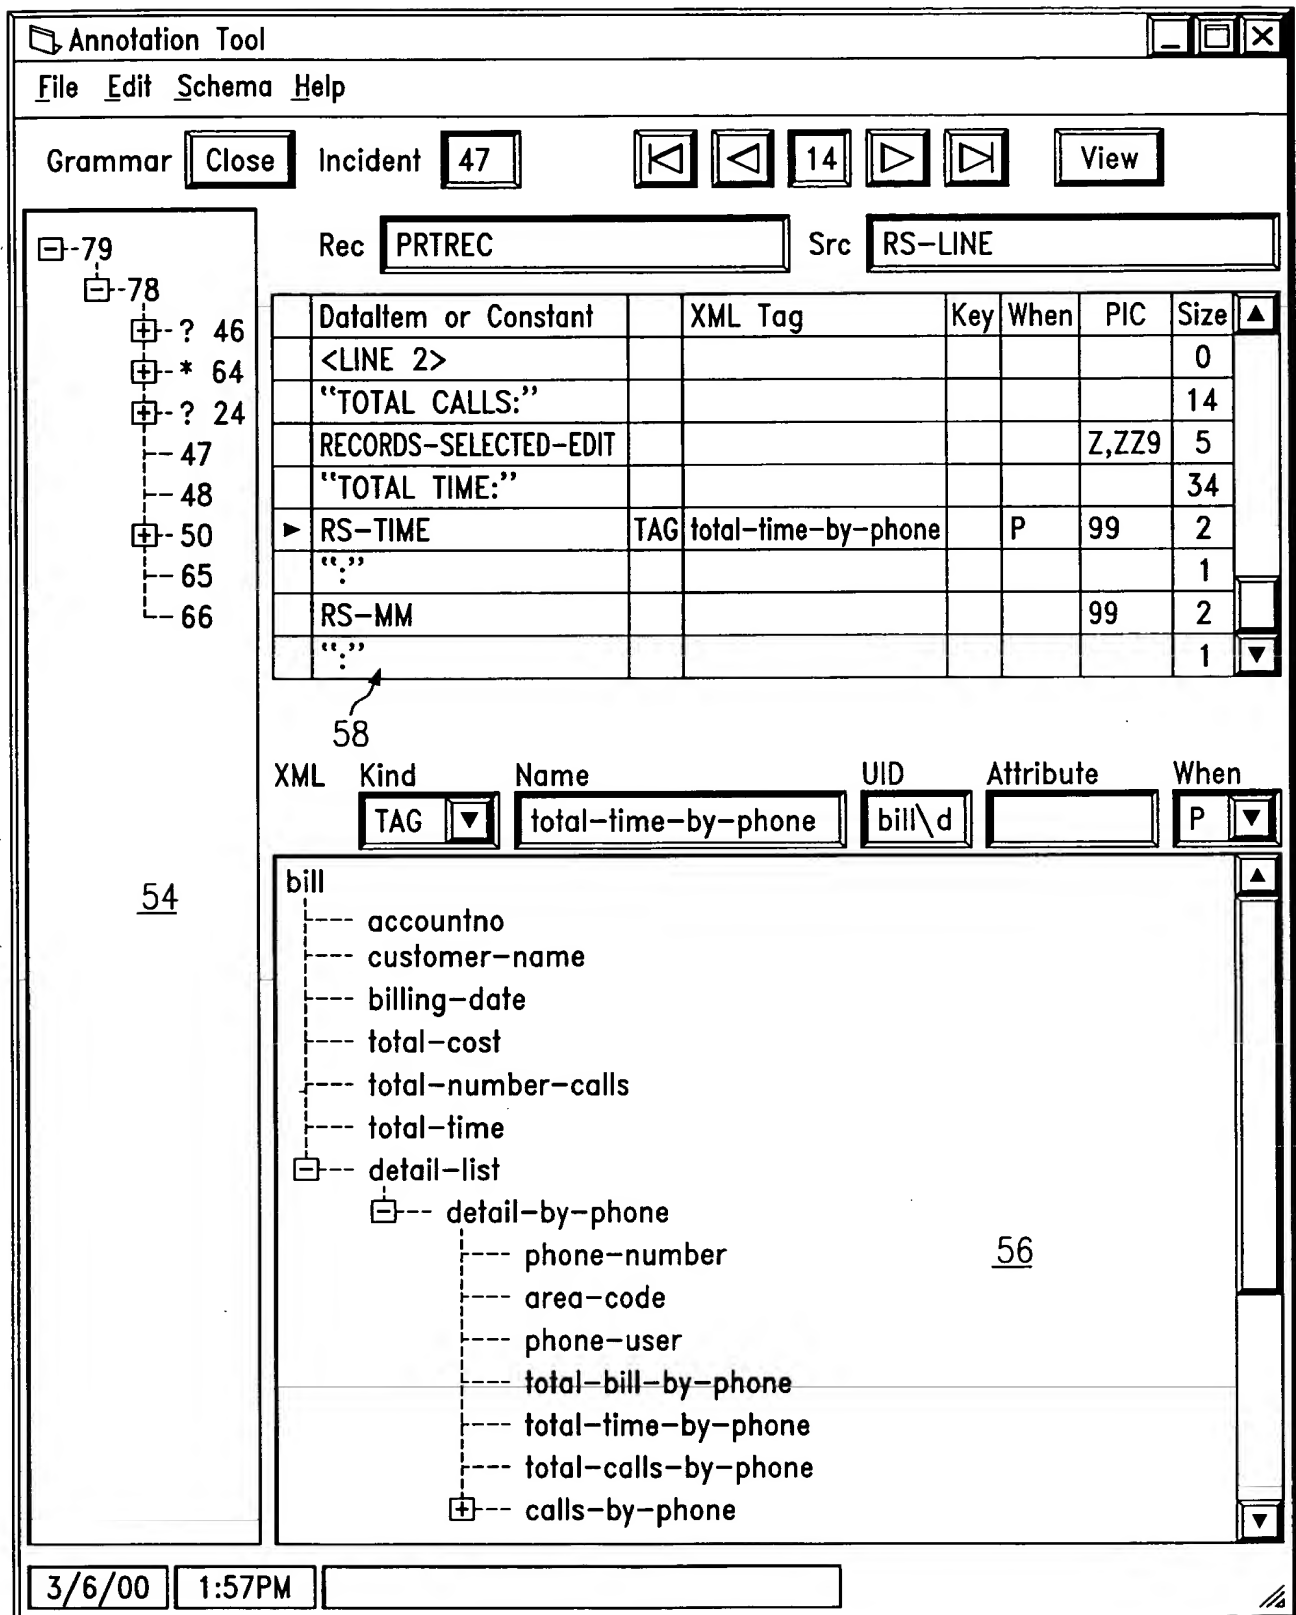 Annotation Tool
File Edit Schema Help
Grammar Close Incident 47 14 View
79
78
? 46
* 64
? 24
47
48
50
65
66
54
Rec PRTREC Src RS-LINE
DataItem or Constant XML Tag Key When PIC Size
<LINE 2> 0
"TOTAL CALLS:" 14
RECORDS-SELECTED-EDIT Z,ZZ9 5
"TOTAL TIME:" 34
RS-TIME TAG total-time-by-phone P 99 2
":" 1
RS-MM 99 2
":" 1
58
XML Kind Name UID Attribute When
TAG total-time-by-phone bill\d P
bill
accountno
customer-name
billing-date
total-cost
total-number-calls
total-time
detail-list
detail-by-phone
phone-number
56
area-code
phone-user
total-bill-by-phone
total-time-by-phone
total-calls-by-phone
calls-by-phone
3/6/00 1:57PM